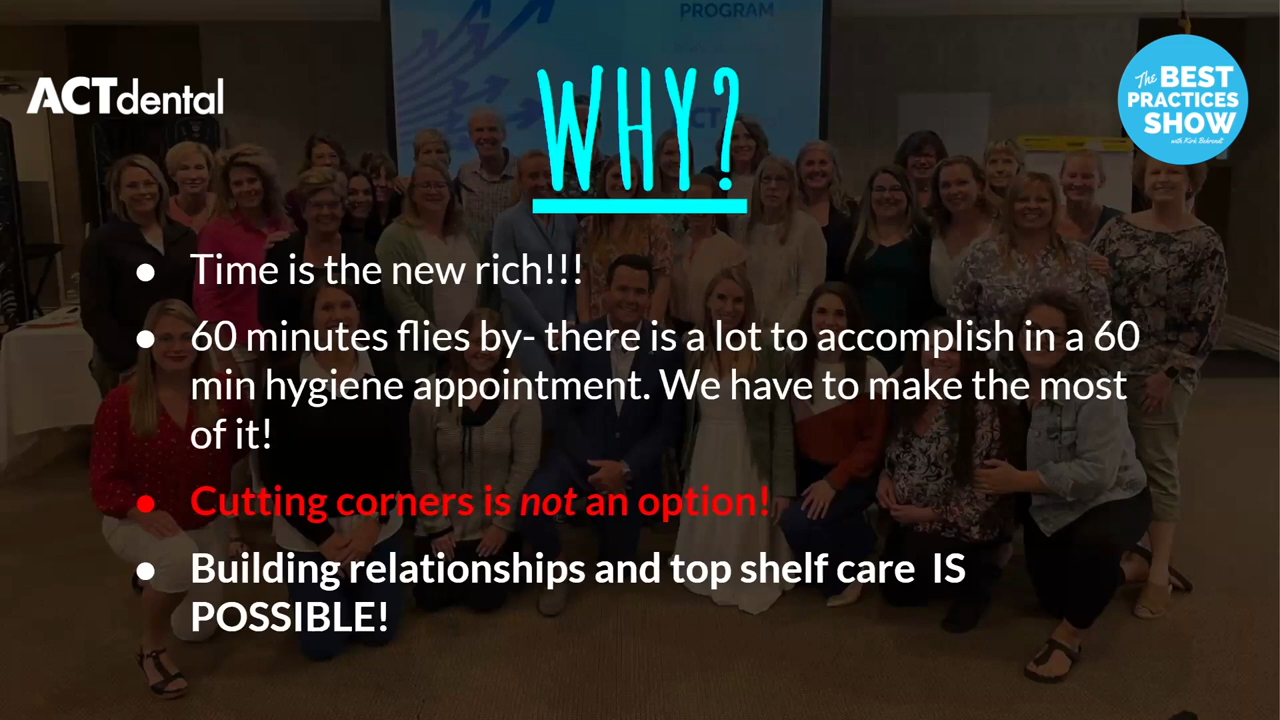 PROGRAM
ACTdental
WHY?
The BEST
PRACTICES
SHOW
Time is the new rich!!!
60 minutes flies by- there is a lot to accomplish in a 60
min hygiene appointment. We have to make the most
of it!
Cutting corners is not an option!
Building relationships and top shelf care  IS
POSSIBLE!